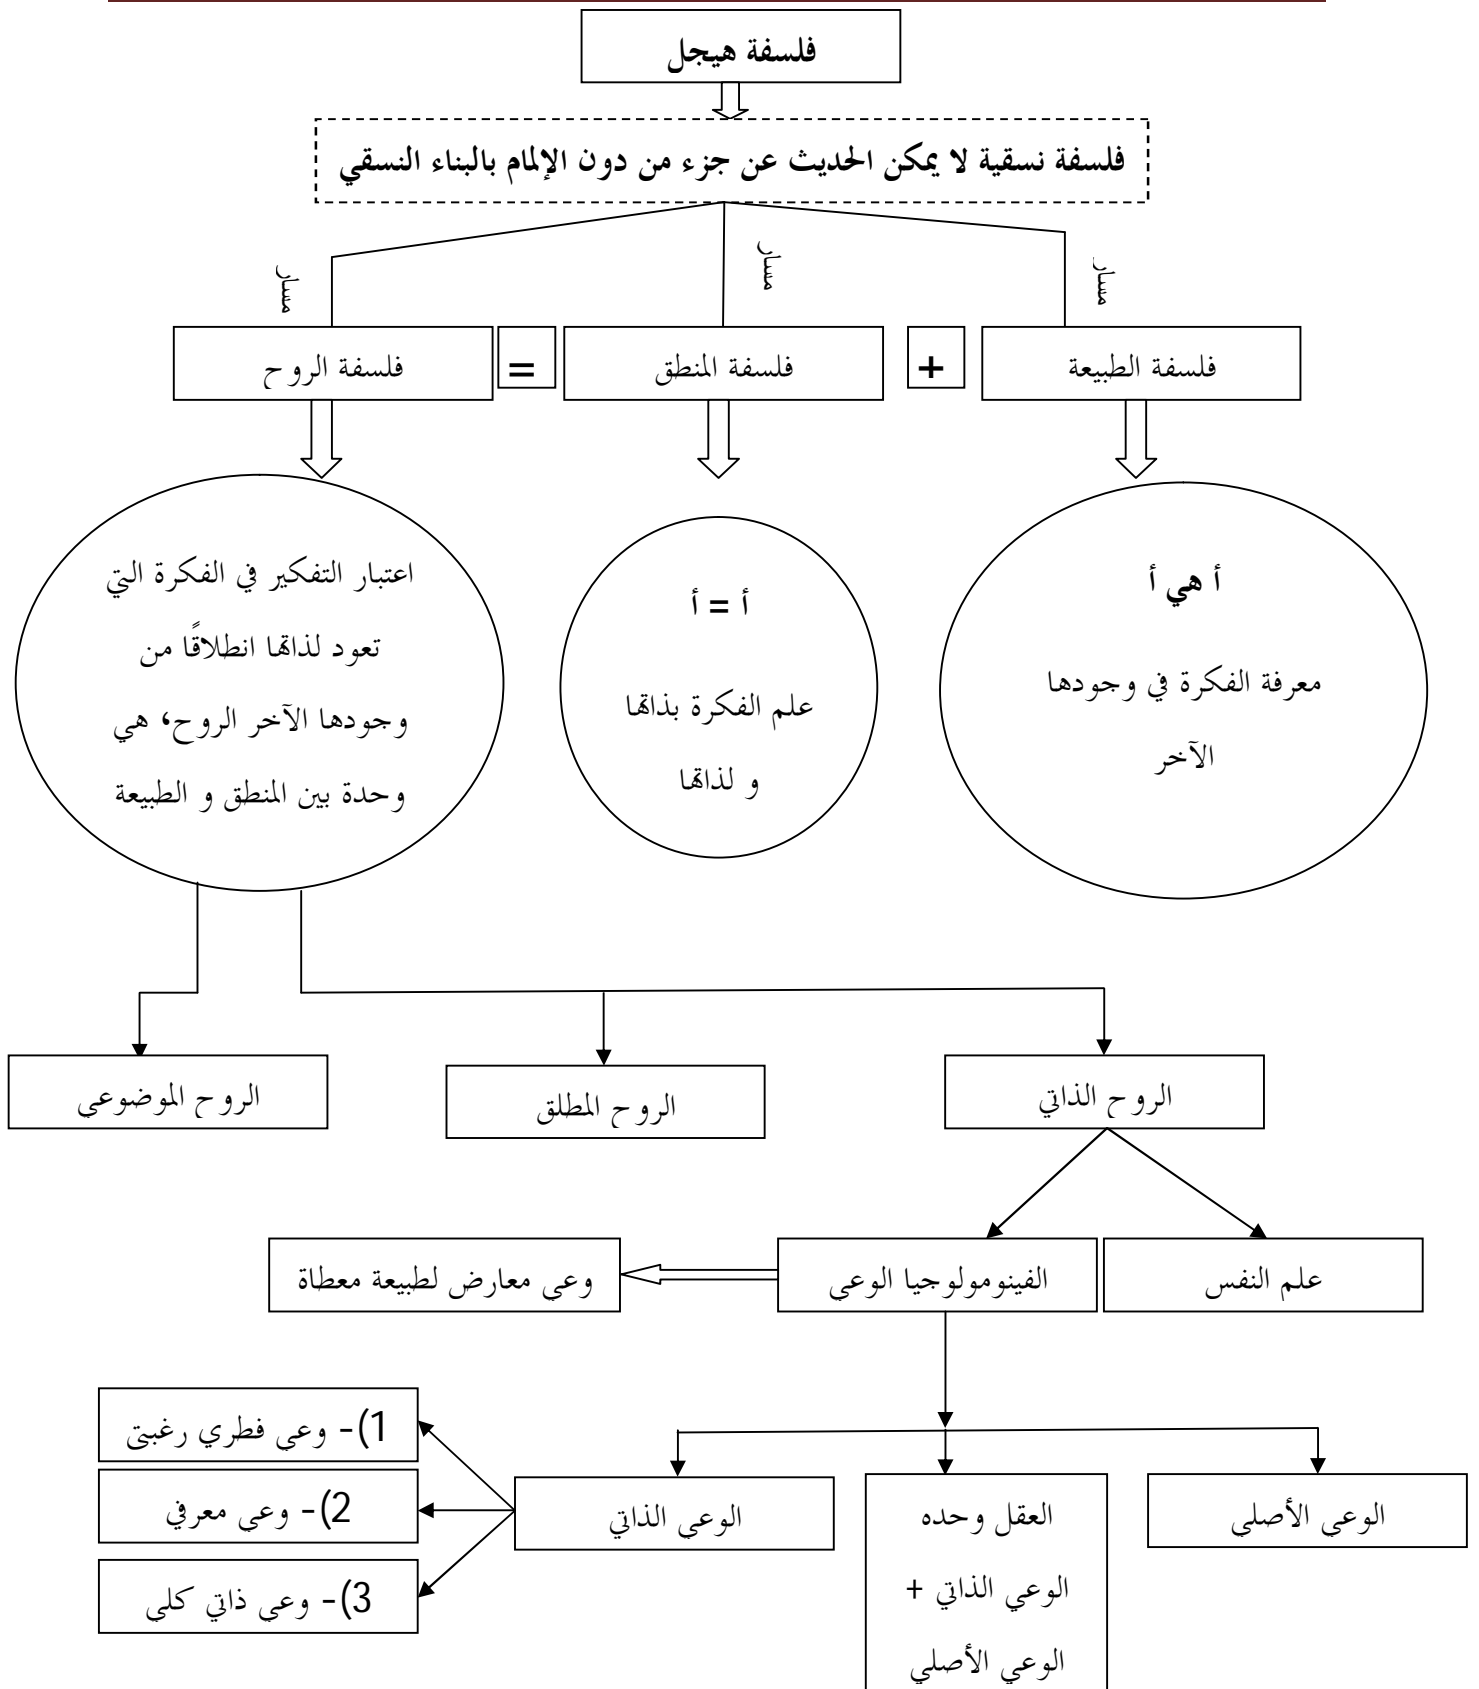 فلسفة هيجل
فلسفة نسقية لا يمكن الحديث عن جزء من دون الإلمام بالبناء النسقي
مسار
مسار
مسار
فلسفة الطبيعة
+
فلسفة المنطق
=
فلسفة الروح
أ هي أ
معرفة الفكرة في وجودها
الآخر
أ = أ
علم الفكرة بذاتها
و لذاتها
اعتبار التفكير في الفكرة التي
تعود لذاتها انطلاقًا من
وجودها الآخر الروح، هي
وحدة بين المنطق و الطبيعة
الروح الذاتي
الروح المطلق
الروح الموضوعي
علم النفس
الفينومولوجيا الوعي
وعي معارض لطبيعة معطاة
الوعي الأصلي
العقل وحده
الوعي الذاتي +
الوعي الأصلي
الوعي الذاتي
1)- وعي فطري رغبتي
2)- وعي معرفي
3)- وعي ذاتي كلي